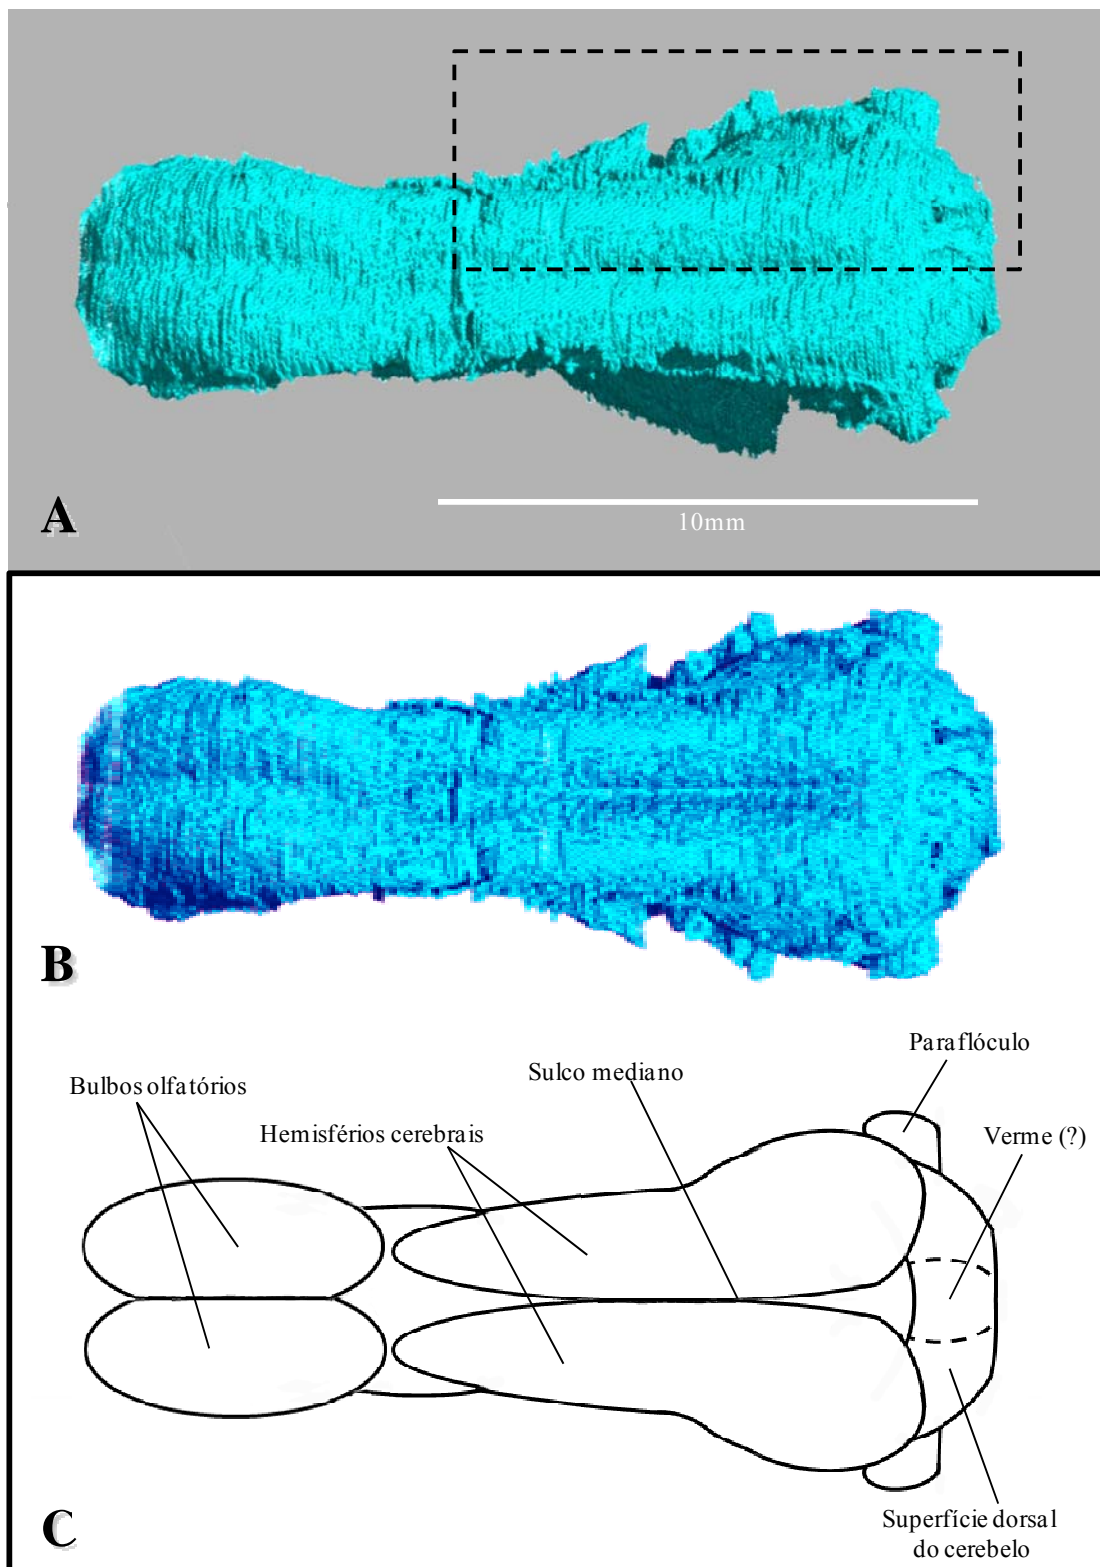 A
10mm
B
Paraflóculo
Sulco mediano
Bulbos olfatórios
Verme (?)
Hemisférios cerebrais
Superfície dorsal
do cerebelo
C